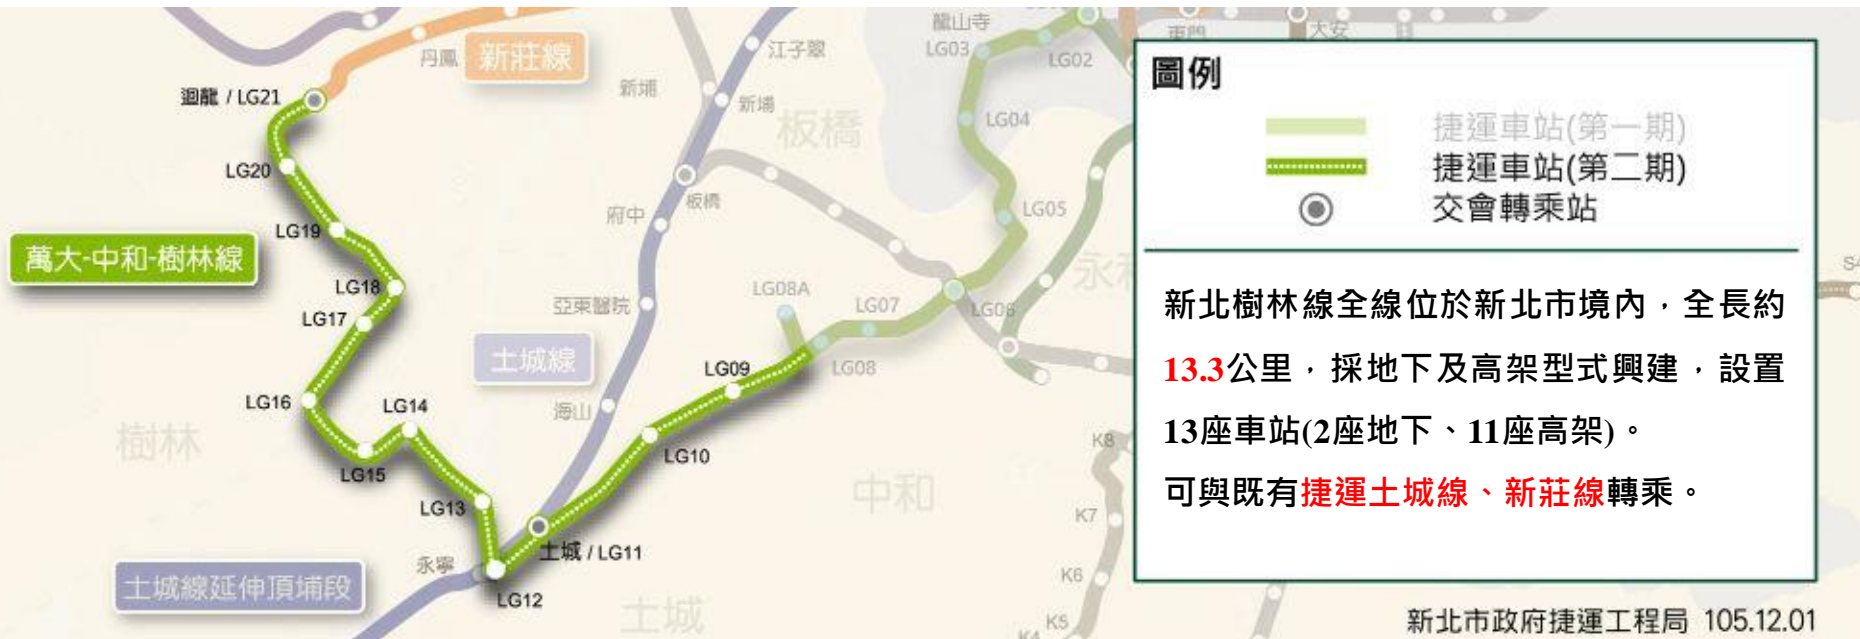 龍山寺
東門
大安
丹鳳
新莊線
江子翠
LG03
LG02
圖例
迴龍 / LG21
新埔
新埔
板橋
LG04
捷運車站(第一期)
捷運車站(第二期)
交會轉乘站
LG20
府中
板橋
LG05
LG19
萬大-中和-樹林線
永和
LG18
LG17
亞東醫院
LG08A
LG07
LG06
新北樹林線全線位於新北市境內，全長約
13.3公里，採地下及高架型式興建，設置
13座車站(2座地下、11座高架)。
可與既有捷運土城線、新莊線轉乘。
土城線
LG09
LG08
LG16
LG14
海山
樹林
LG15
LG10
K8
中和
LG13
K7
土城 / LG11
永寧
土城線延伸頂埔段
K6
LG12
土城
K5
K4
新北市政府捷運工程局 105.12.01